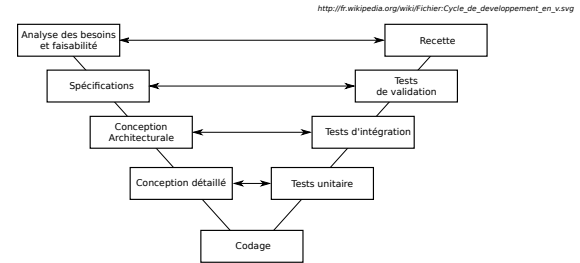 http://fr.wikipedia.org/wiki/Fichier:Cycle_de_developpement_en_v.svg
Analyse des besoins
et faisabilité
Recette
Spécifications
Tests
de validation
Conception
Architecturale
Tests d'intégration
Conception détaillé
Tests unitaire
Codage